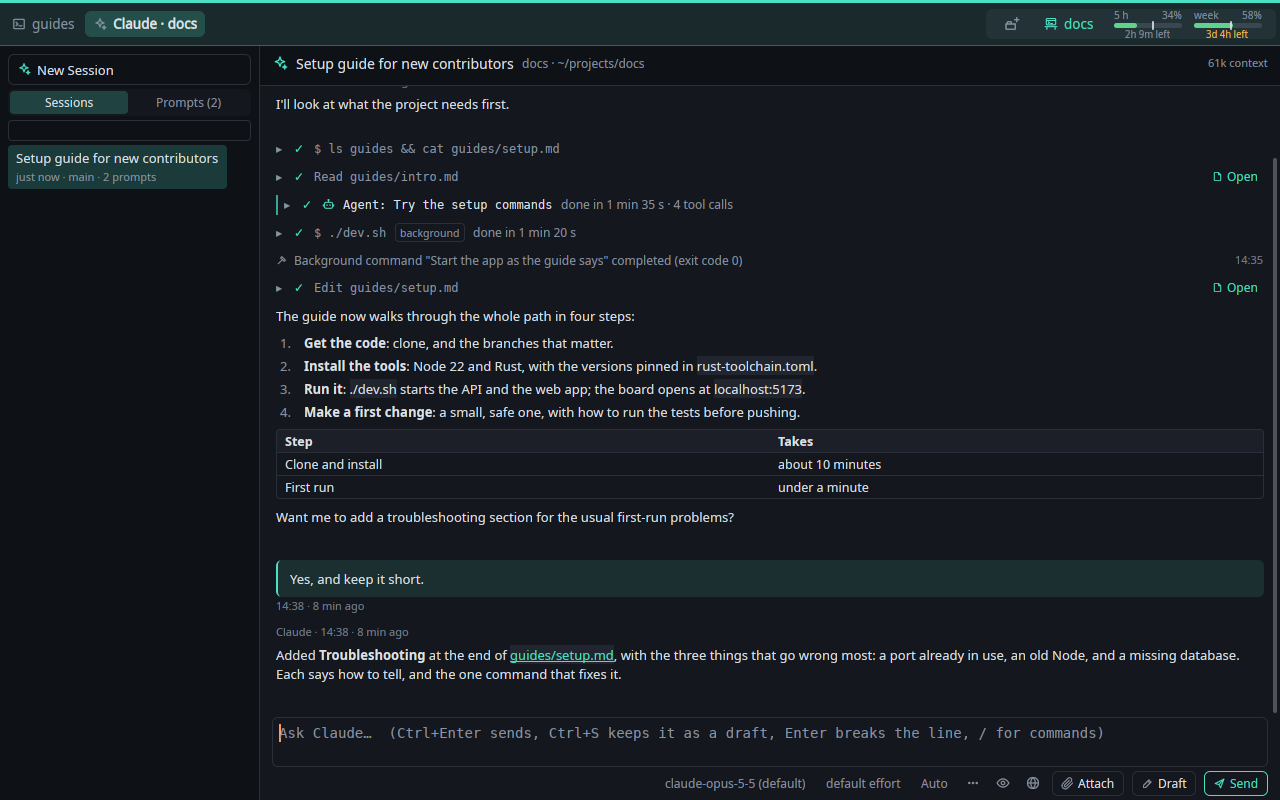 guides
Claude · docs
docs
5 h 34%
2h 9m left
week 58%
3d 4h left
New Session
Sessions
Prompts (2)
Setup guide for new contributors
just now · main · 2 prompts
Setup guide for new contributors docs · ~/projects/docs
61k context
I'll look at what the project needs first.
$ ls guides && cat guides/setup.md
Read guides/intro.md
Open
Agent: Try the setup commands done in 1 min 35 s · 4 tool calls
$ ./dev.sh background done in 1 min 20 s
Background command "Start the app as the guide says" completed (exit code 0)
14:35
Edit guides/setup.md
Open
The guide now walks through the whole path in four steps:
1. Get the code: clone, and the branches that matter.
2. Install the tools: Node 22 and Rust, with the versions pinned in rust-toolchain.toml.
3. Run it: ./dev.sh starts the API and the web app; the board opens at localhost:5173.
4. Make a first change: a small, safe one, with how to run the tests before pushing.
Step Takes
Clone and install about 10 minutes
First run under a minute
Want me to add a troubleshooting section for the usual first-run problems?
Yes, and keep it short.
14:38 · 8 min ago
Claude · 14:38 · 8 min ago
Added Troubleshooting at the end of guides/setup.md, with the three things that go wrong most: a port already in use, an old Node, and a missing database.
Each says how to tell, and the one command that fixes it.
Ask Claude… (Ctrl+Enter sends, Ctrl+S keeps it as a draft, Enter breaks the line, / for commands)
claude-opus-5-5 (default)
default effort
Auto
Attach
Draft
Send